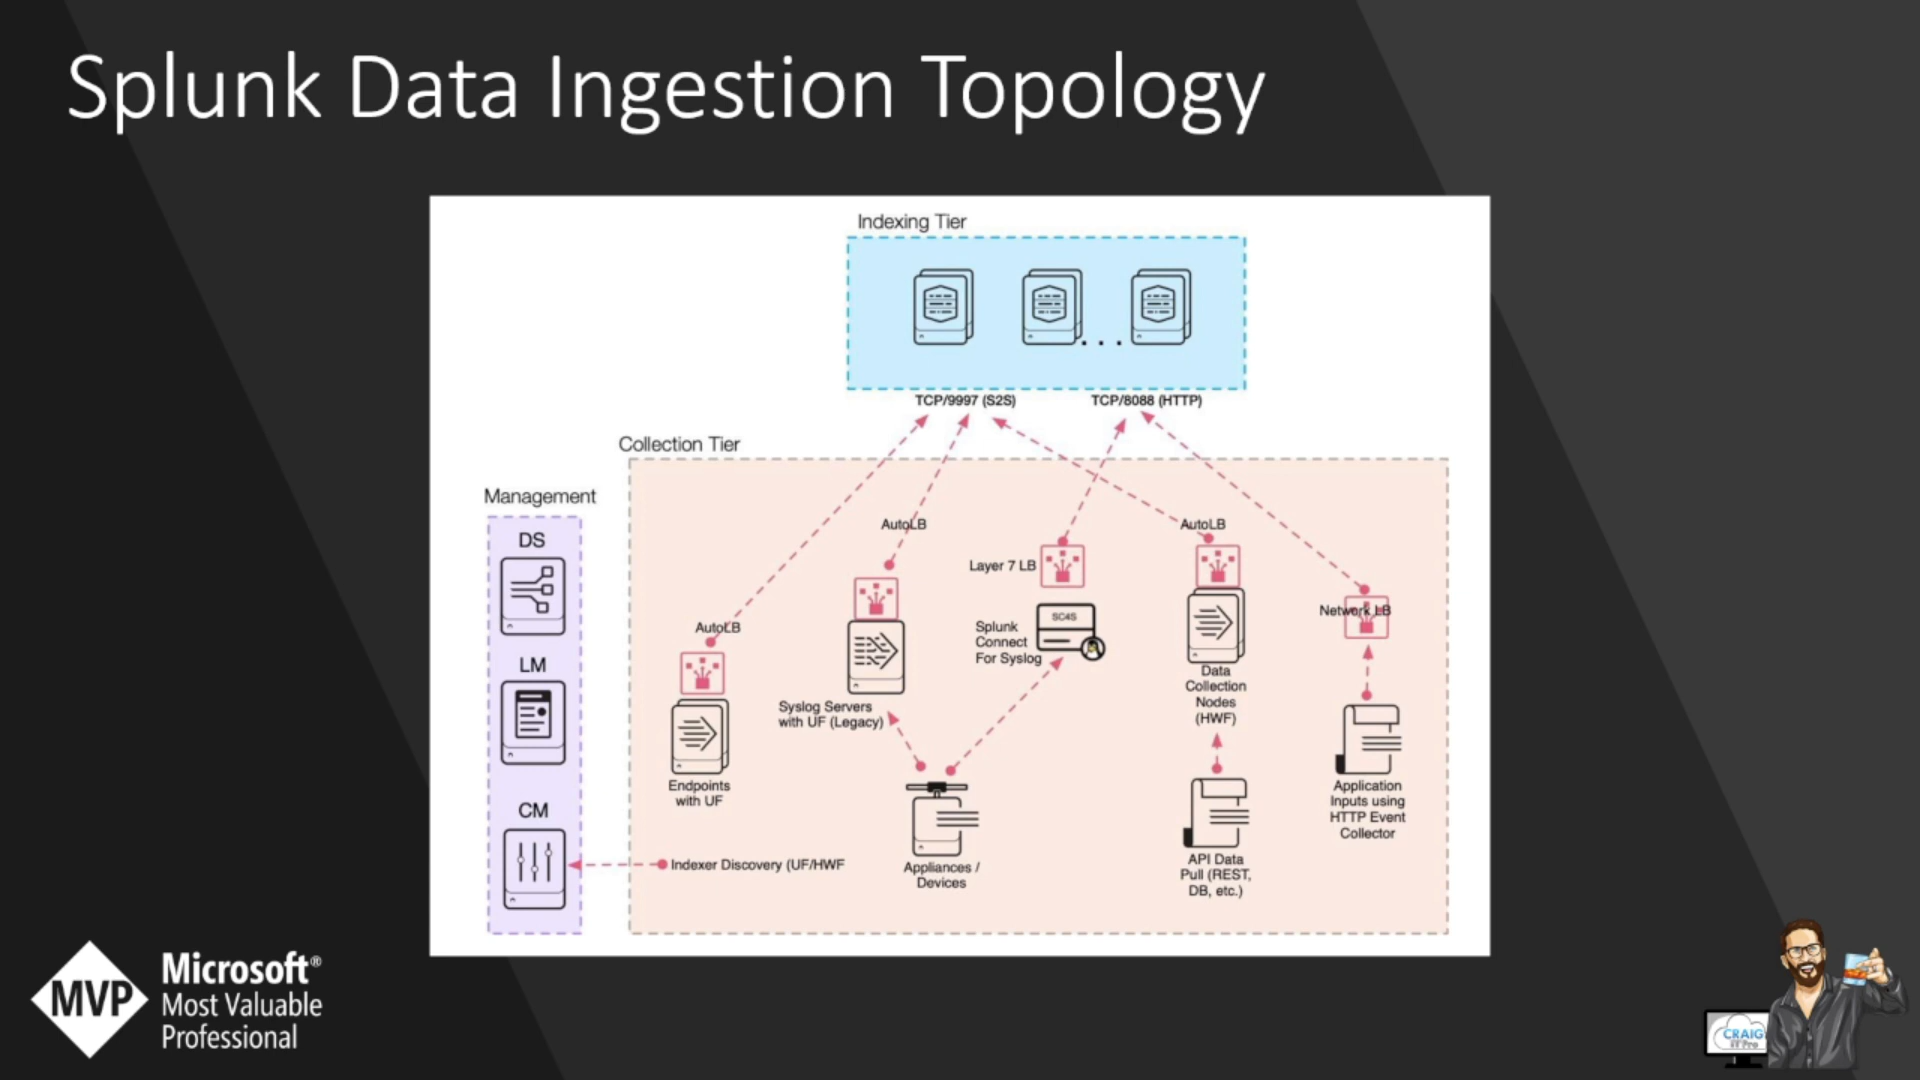 Splunk Data Ingestion Topology
Indexing Tier
...
TCP/9997 (S2S)
TCP/8088 (HTTP)
Collection Tier
Management
DS
LM
CM
AutoLB
AutoLB
Layer 7 LB
AutoLB
Network LB
Endpoints
with UF
Syslog Servers
with UF (Legacy)
SC4S
Splunk
Connect
For Syslog
Data
Collection
Nodes
(HWF)
Appliances /
Devices
API Data
Pull (REST,
DB, etc.)
Application
Inputs using
HTTP Event
Collector
Indexer Discovery (UF/HWF
MVP
Microsoft®
Most Valuable
Professional
CRAIG
IT Pro